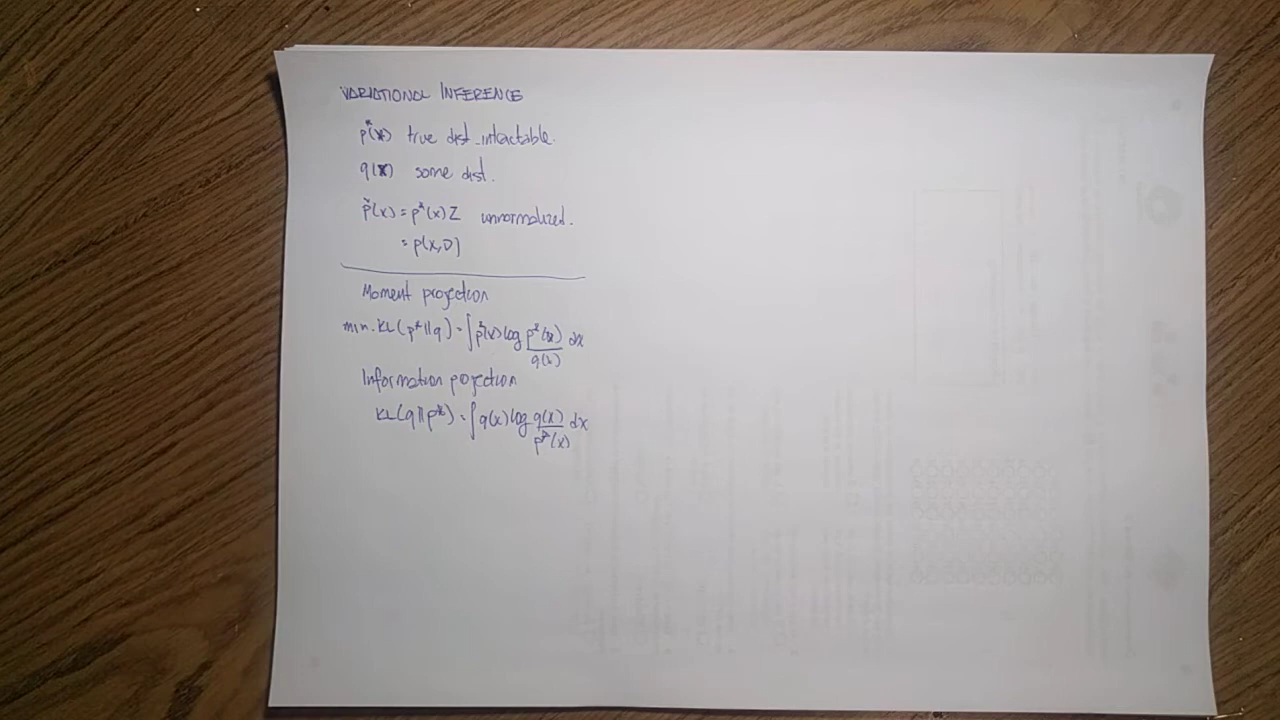 VARIATIONAL INFERENCE
p*(x) true dist. intractable.
q(x) some dist.
p̃(x) = p*(x) Z unnormalized.
= p(x,D)
Moment projection
min. KL(p*||q) = ∫p*(x) log p*(x)/q(x) dx
Information projection
KL(q||p*) = ∫q(x) log q(x)/p*(x) dx